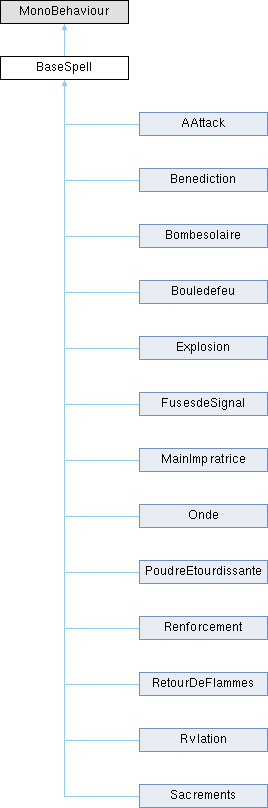 MonoBehaviour
BaseSpell
AAttack
Benediction
Bombesolaire
Bouledefeu
Explosion
FusesdeSignal
MainImpratrice
Onde
PoudreEtourdissante
Renforcement
RetourDeFlammes
Rvlation
Sacrements